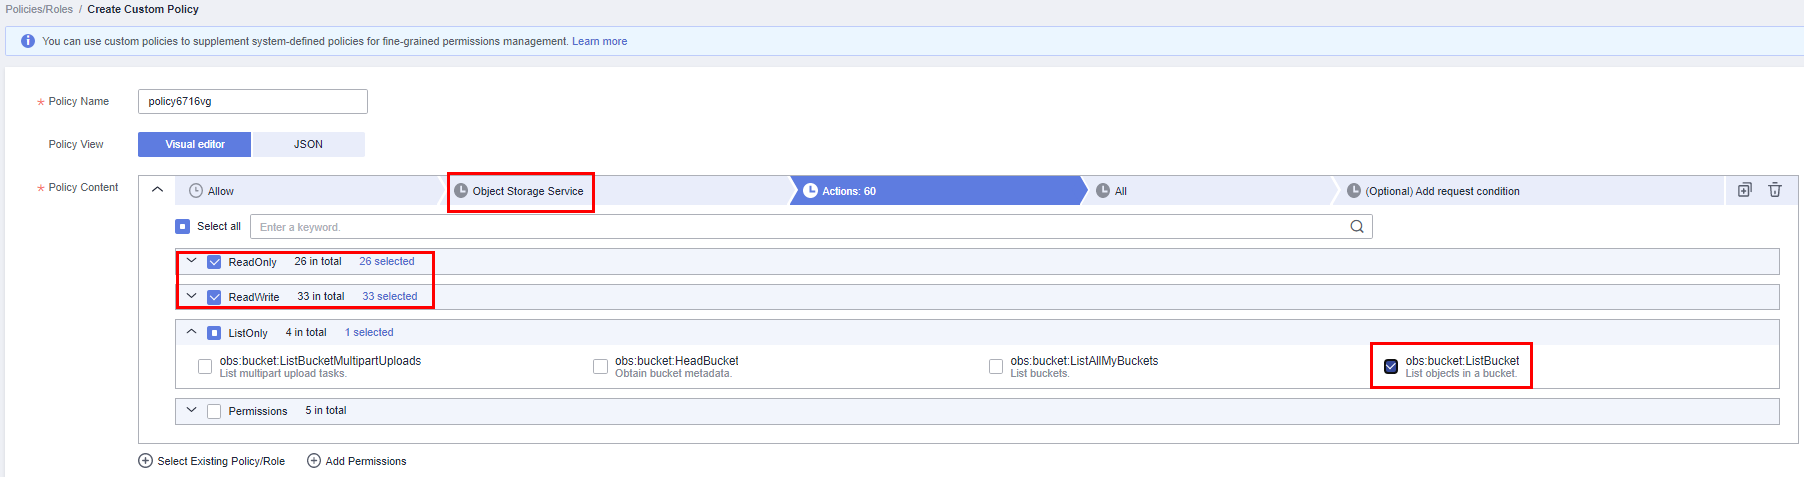 Policies/Roles / Create Custom Policy
You can use custom policies to supplement system-defined policies for fine-grained permissions management. Learn more
* Policy Name policy6716vg
Policy View Visual editor JSON
* Policy Content Allow Object Storage Service Actions: 60 All (Optional) Add request condition
Select all Enter a keyword.
ReadOnly 26 in total 26 selected
ReadWrite 33 in total 33 selected
ListOnly 4 in total 1 selected
obs:bucket:ListBucketMultipartUploads obs:bucket:HeadBucket obs:bucket:ListAllMyBuckets obs:bucket:ListBucket
List multipart upload tasks. Obtain bucket metadata. List buckets. List objects in a bucket.
Permissions 5 in total
Select Existing Policy/Role Add Permissions